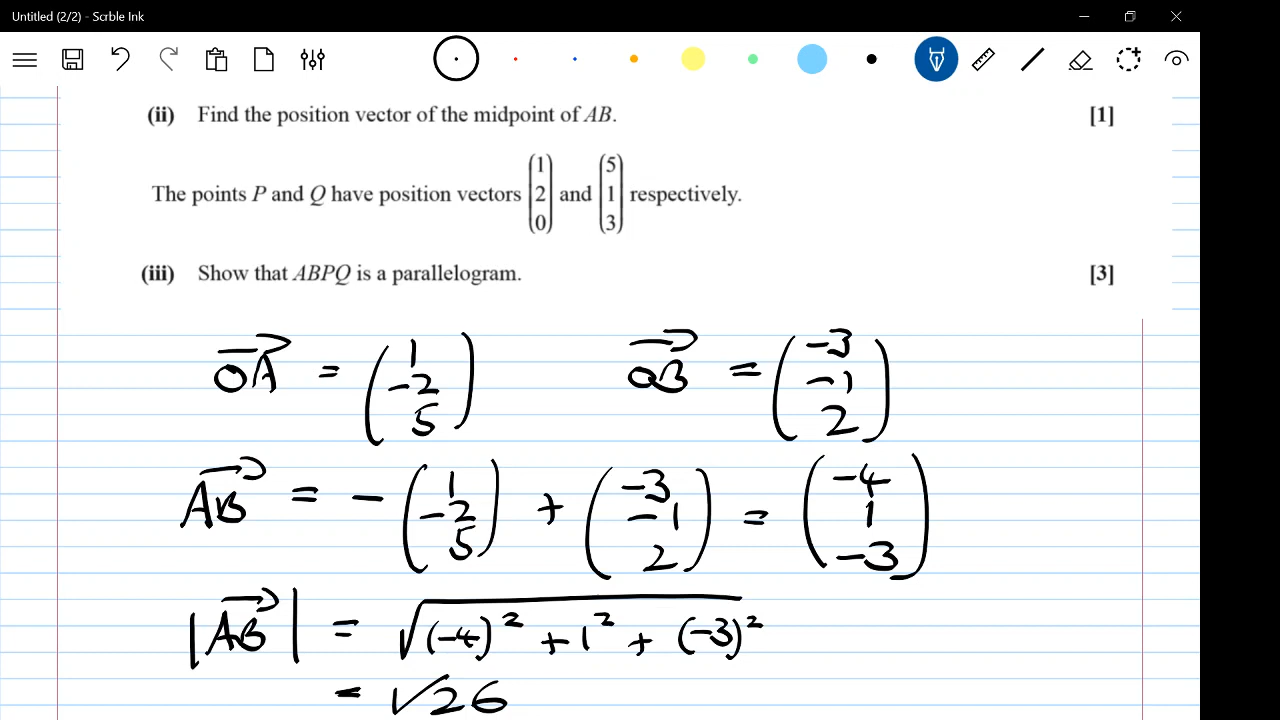 Untitled (2/2) - Scrble Ink
(ii) Find the position vector of the midpoint of AB. [1]
The points P and Q have position vectors (1 2 0) and (5 1 3) respectively.
(iii) Show that ABPQ is a parallelogram. [3]
OA = (1 -2 5) OB = (-3 -1 2)
AB = - (1 -2 5) + (-3 -1 2) = (-4 1 -3)
|AB| = √(-4)² + 1² + (-3)²
= √26